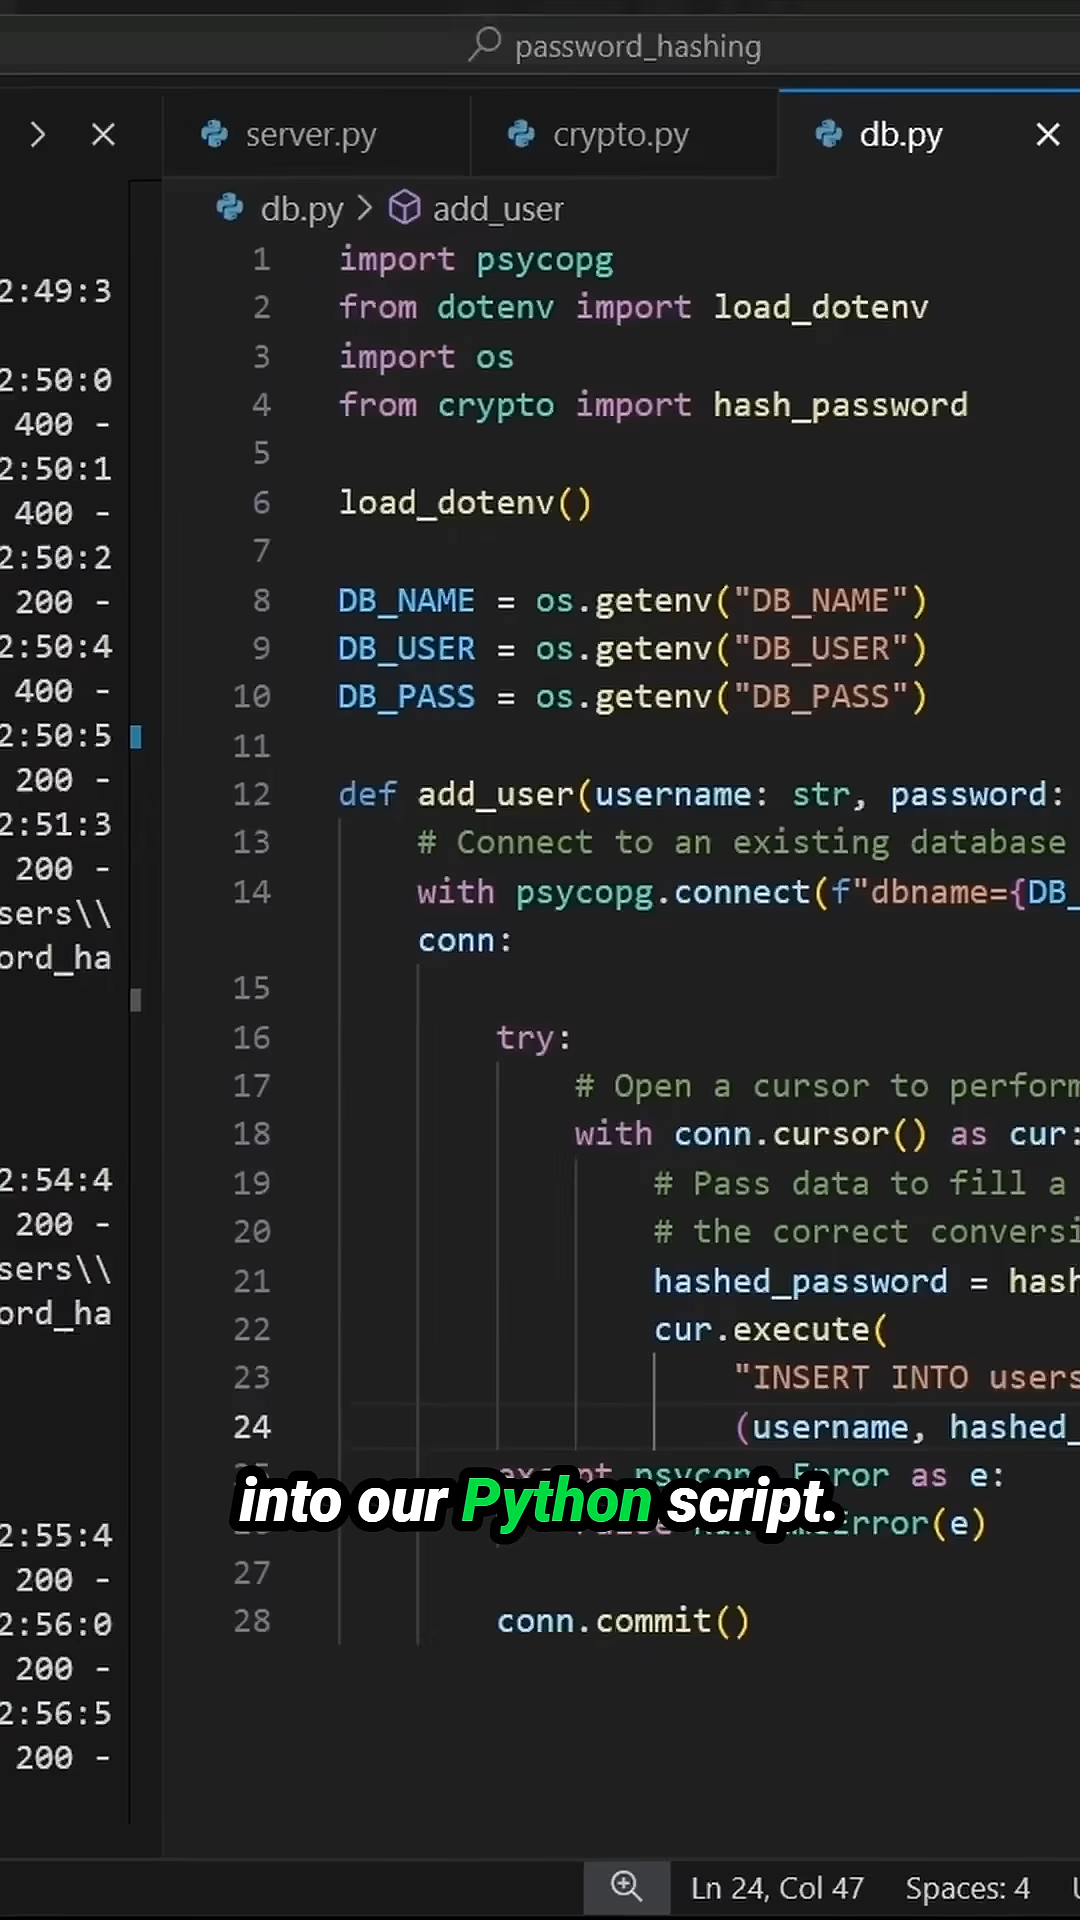 password_hashing
server.py
crypto.py
db.py
db.py > add_user
2:49:3
2:50:0
400 -
2:50:1
400 -
2:50:2
200 -
2:50:4
400 -
2:50:5
200 -
2:51:3
200 -
sers\\
ord_ha
2:54:4
200 -
sers\\
ord_ha
2:55:4
200 -
2:56:0
200 -
2:56:5
200 -
1 import psycopg
2 from dotenv import load_dotenv
3 import os
4 from crypto import hash_password
5
6 load_dotenv()
7
8 DB_NAME = os.getenv("DB_NAME")
9 DB_USER = os.getenv("DB_USER")
10 DB_PASS = os.getenv("DB_PASS")
11
12 def add_user(username: str, password:
13 # Connect to an existing database
14 with psycopg.connect(f"dbname={DB_
conn:
15
16 try:
17 # Open a cursor to perform
18 with conn.cursor() as cur:
19 # Pass data to fill a
20 # the correct conversi
21 hashed_password = hash
22 cur.execute(
23 "INSERT INTO users
24 (username, hashed_
Error as e:
into our Python script.
Error(e)
27
28 conn.commit()
Ln 24, Col 47
Spaces: 4